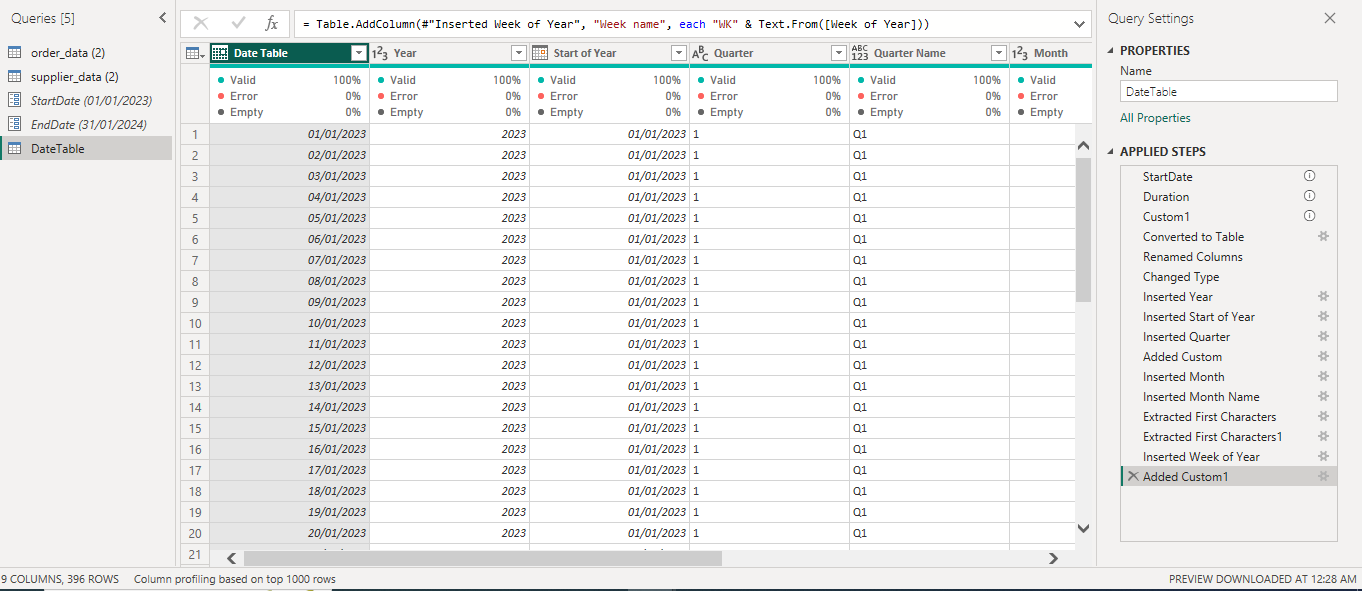 Queries [5]
order_data (2)
supplier_data (2)
StartDate (01/01/2023)
EndDate (31/01/2024)
DateTable
fx
= Table.AddColumn(#"Inserted Week of Year", "Week name", each "WK" & Text.From([Week of Year]))
Date Table 123 Year Start of Year ABC Quarter ABC123 Quarter Name 123 Month
Valid 100% Valid 100% Valid 100% Valid 100% Valid 100% Valid
Error 0% Error 0% Error 0% Error 0% Error 0% Error
Empty 0% Empty 0% Empty 0% Empty 0% Empty 0% Empty
1 01/01/2023 2023 01/01/2023 1 Q1
2 02/01/2023 2023 01/01/2023 1 Q1
3 03/01/2023 2023 01/01/2023 1 Q1
4 04/01/2023 2023 01/01/2023 1 Q1
5 05/01/2023 2023 01/01/2023 1 Q1
6 06/01/2023 2023 01/01/2023 1 Q1
7 07/01/2023 2023 01/01/2023 1 Q1
8 08/01/2023 2023 01/01/2023 1 Q1
9 09/01/2023 2023 01/01/2023 1 Q1
10 10/01/2023 2023 01/01/2023 1 Q1
11 11/01/2023 2023 01/01/2023 1 Q1
12 12/01/2023 2023 01/01/2023 1 Q1
13 13/01/2023 2023 01/01/2023 1 Q1
14 14/01/2023 2023 01/01/2023 1 Q1
15 15/01/2023 2023 01/01/2023 1 Q1
16 16/01/2023 2023 01/01/2023 1 Q1
17 17/01/2023 2023 01/01/2023 1 Q1
18 18/01/2023 2023 01/01/2023 1 Q1
19 19/01/2023 2023 01/01/2023 1 Q1
20 20/01/2023 2023 01/01/2023 1 Q1
21
Query Settings
PROPERTIES
Name
DateTable
All Properties
APPLIED STEPS
StartDate
Duration
Custom1
Converted to Table
Renamed Columns
Changed Type
Inserted Year
Inserted Start of Year
Inserted Quarter
Added Custom
Inserted Month
Inserted Month Name
Extracted First Characters
Extracted First Characters1
Inserted Week of Year
Added Custom1
9 COLUMNS, 396 ROWS Column profiling based on top 1000 rows
PREVIEW DOWNLOADED AT 12:28 AM